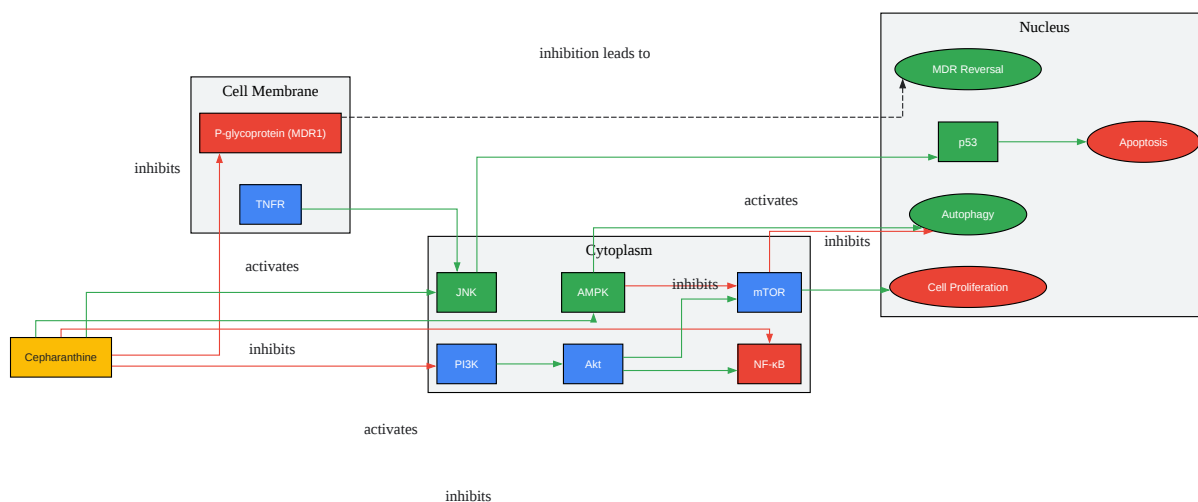 Nucleus
inhibition leads to
MDR Reversal
Cell Membrane
P-glycoprotein (MDR1)
p53
Apoptosis
inhibits
TNFR
activates
Autophagy
inhibits
Cytoplasm
activates
JNK
AMPK
inhibits
mTOR
Cell Proliferation
Cepharanthine
inhibits
PI3K
Akt
NF-κB
activates
inhibits